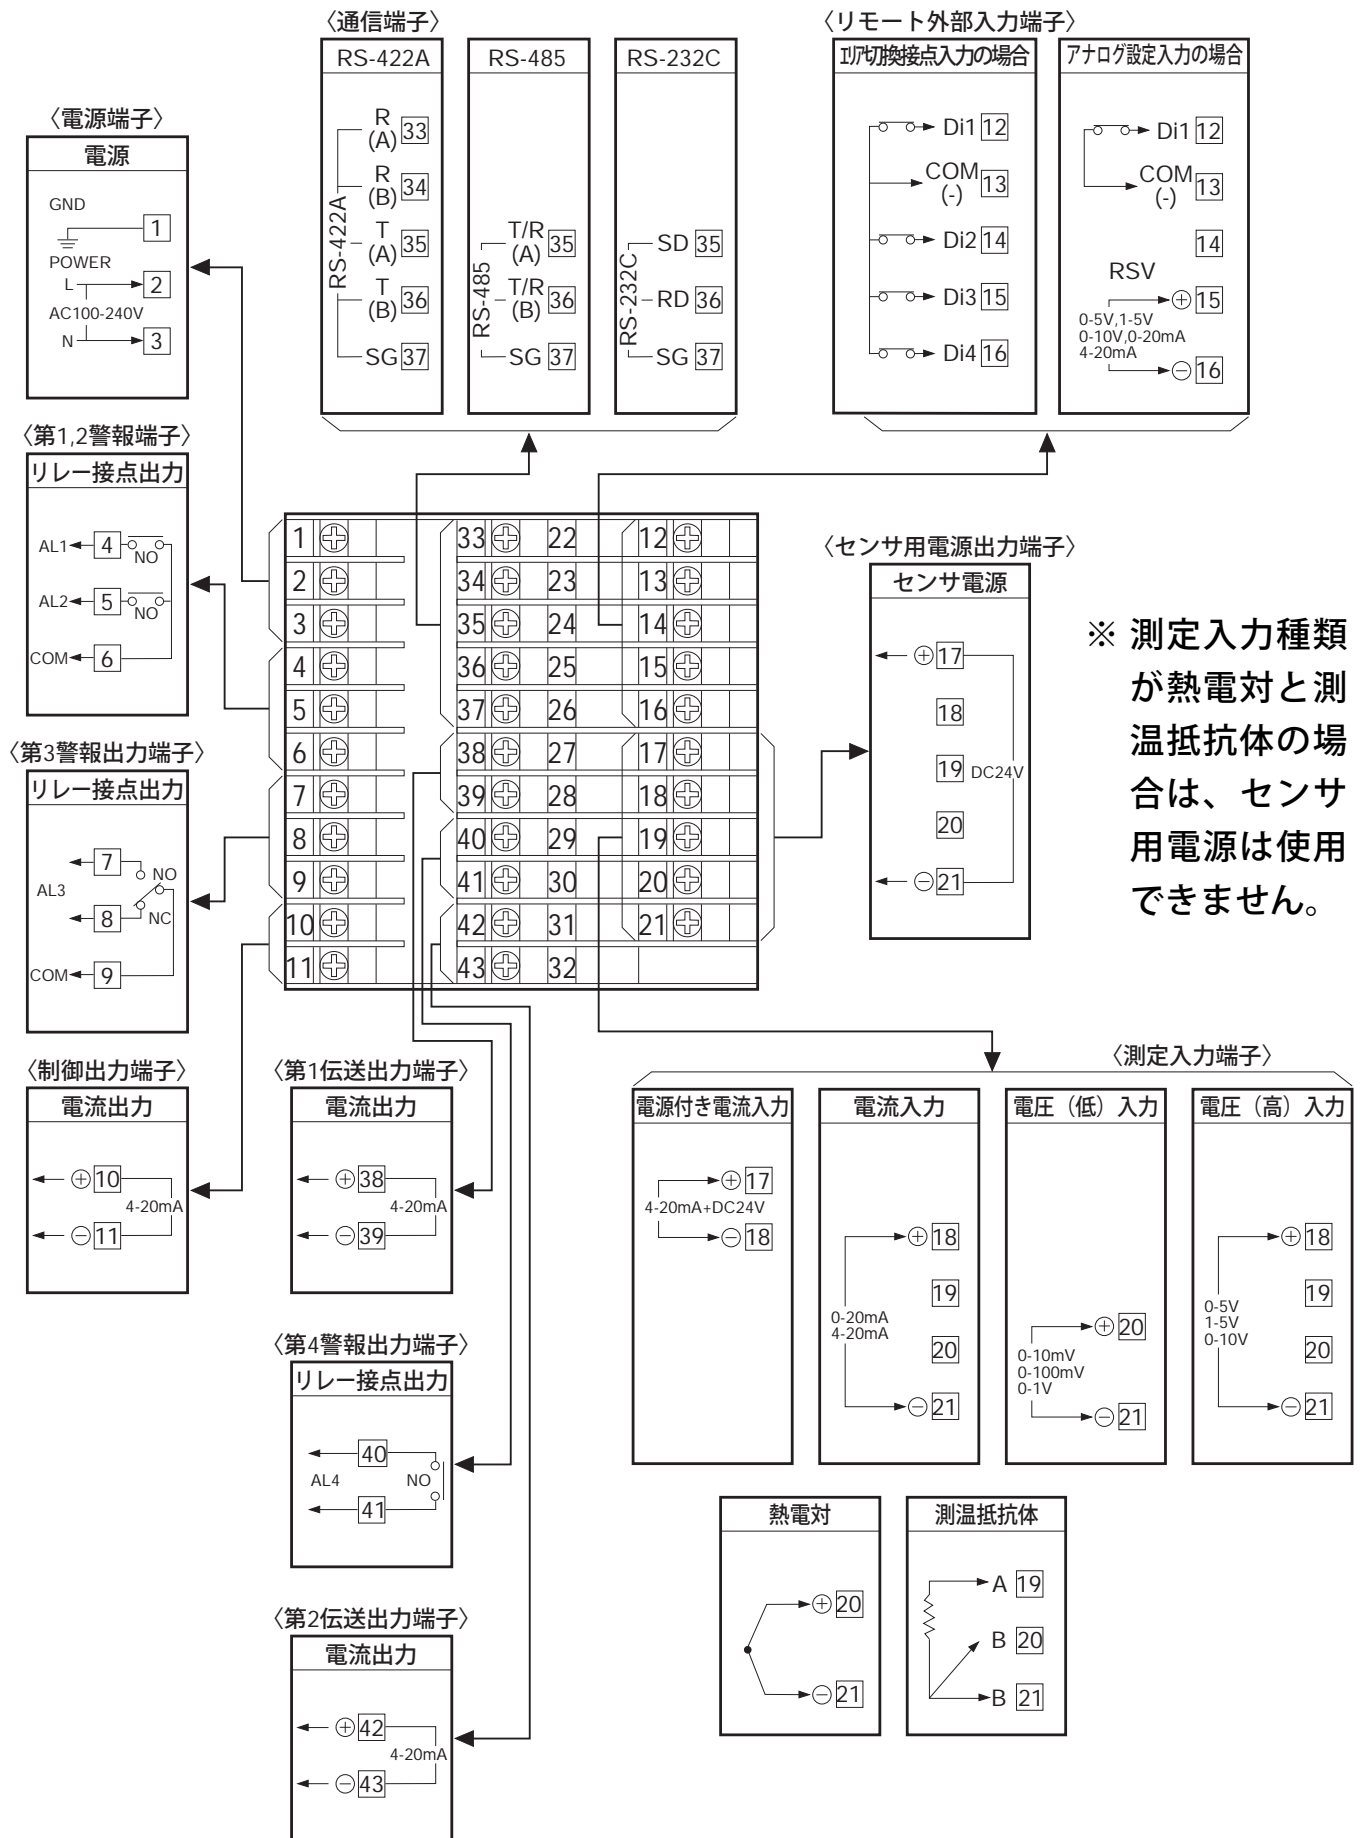 〈通信端子〉
RS-422A
R
(A) 33
R
(B) 34
T
(A) 35
T
(B) 36
SG 37
RS-422A
RS-485
T/R
(A) 35
T/R
(B) 36
SG 37
RS-485
RS-232C
SD 35
RD 36
SG 37
RS-232C
〈リモート外部入力端子〉
エリア切換接点入力の場合
Di1 12
COM
(-) 13
Di2 14
Di3 15
Di4 16
アナログ設定入力の場合
Di1 12
COM
(-) 13
14
RSV
⊕ 15
0-5V,1-5V
0-10V,0-20mA
4-20mA
⊖ 16
〈電源端子〉
電源
GND
1
POWER
L 2
AC100-240V
N 3
〈第1,2警報端子〉
リレー接点出力
AL1 4 NO
AL2 5 NO
COM 6
〈第3警報出力端子〉
リレー接点出力
7 NO
AL3
8 NC
COM 9
〈制御出力端子〉
電流出力
⊕ 10
4-20mA
⊖ 11
1 33 22 12
2 34 23 13
3 35 24 14
4 36 25 15
5 37 26 16
6 38 27 17
7 39 28 18
8 40 29 19
9 41 30 20
10 42 31 21
11 43 32
〈センサ用電源出力端子〉
センサ電源
⊕ 17
18
19 DC24V
20
⊖ 21
※ 測定入力種類
が熱電対と測
温抵抗体の場
合は、センサ
用電源は使用
できません。
〈第1伝送出力端子〉
電流出力
⊕ 38
4-20mA
⊖ 39
〈第4警報出力端子〉
リレー接点出力
40
AL4 NO
41
〈第2伝送出力端子〉
電流出力
⊕ 42
4-20mA
⊖ 43
〈測定入力端子〉
電源付き電流入力
⊕ 17
4-20mA+DC24V
⊖ 18
電流入力
⊕ 18
19
0-20mA
4-20mA
20
⊖ 21
電圧（低）入力
⊕ 20
0-10mV
0-100mV
0-1V
⊖ 21
電圧（高）入力
⊕ 18
19
0-5V
1-5V
0-10V
20
⊖ 21
熱電対
⊕ 20
⊖ 21
測温抵抗体
A 19
B 20
B 21